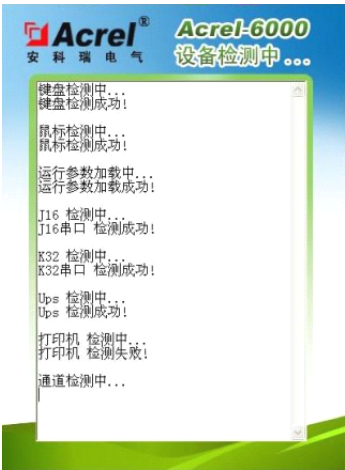 Acrel®
安科瑞电气
Acrel-6000
设备检测中...
键盘检测中...
键盘检测成功!
鼠标检测中...
鼠标检测成功!
运行参数加载中...
运行参数加载成功!
J16 检测中...
J16串口 检测成功!
K32 检测中...
K32串口 检测成功!
Ups 检测中...
Ups 检测成功!
打印机 检测中...
打印机 检测失败!
通道检测中...